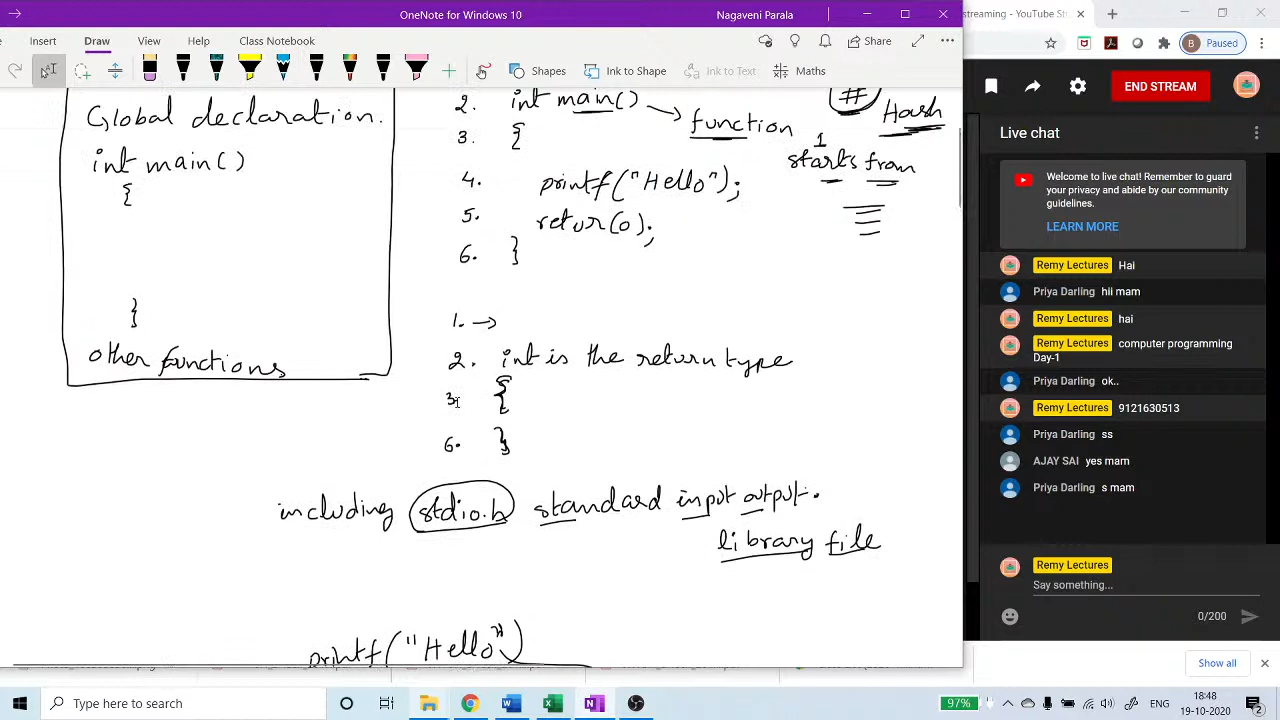 OneNote for Windows 10
Nagaveni Parala
streaming - YouTube St
Insert Draw View Help Class Notebook
Share
B Paused
Shapes Ink to Shape Ink to Text Maths
END STREAM
Global declaration.
int main()
{
}
other functions
2. int main() function
3. {
4. printf("Hello");
5. retur(0);
6. }
#
Hash
1
starts from
1. →
2. int is the return type
3. {
6. }
including stdio.h standard input output.
library file
printf("Hello")
Live chat
Welcome to live chat! Remember to guard
your privacy and abide by our community
guidelines.
LEARN MORE
Remy Lectures Hai
Priya Darling hii mam
Remy Lectures hai
Remy Lectures computer programming
Day-1
Priya Darling ok..
Remy Lectures 9121630513
Priya Darling ss
AJAY SAI yes mam
Priya Darling s mam
Remy Lectures
Say something...
0/200
Show all
Type here to search
97%
ENG
18:48
19-10-2020
2